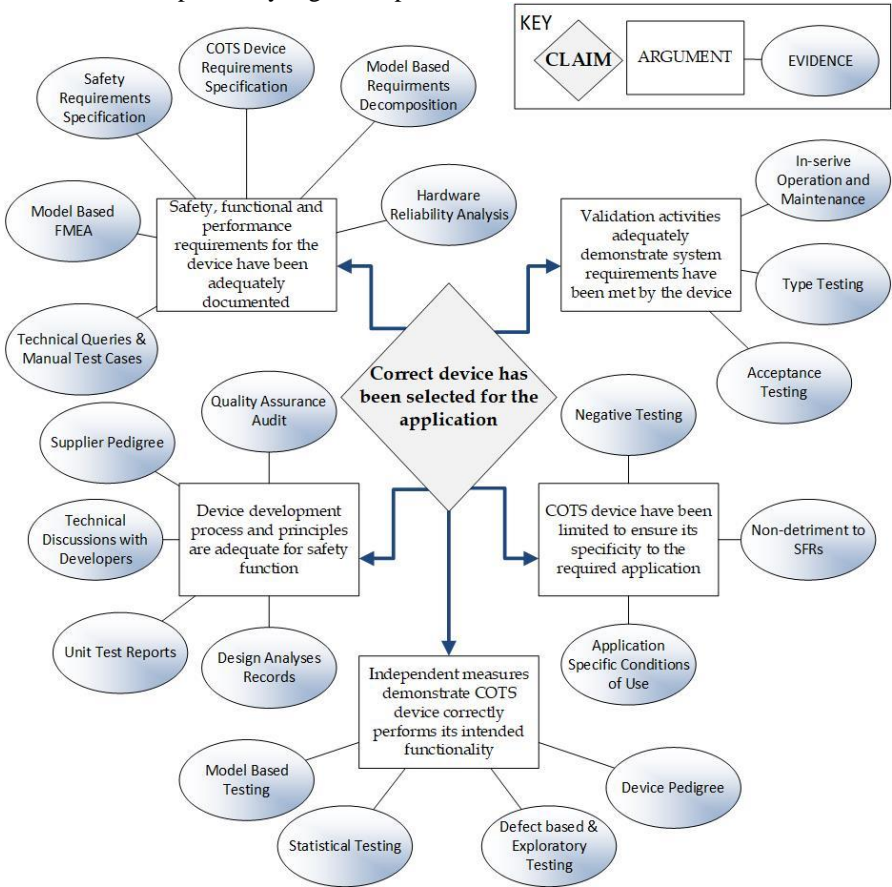 KEY
CLAIM
ARGUMENT
EVIDENCE
COTS Device
Requirements
Specification
Safety
Requirements
Specification
Model Based
Requirments
Decomposition
Hardware
Reliability Analysis
Model Based
FMEA
Safety, functional and
performance
requirements for the
device have been
adequately
documented
Technical Queries &
Manual Test Cases
In-serive
Operation and
Maintenance
Validation activities
adequately
demonstrate system
requirements have
been met by the device
Type Testing
Acceptance
Testing
Correct device has
been selected for the
application
Quality Assurance
Audit
Supplier Pedigree
Technical
Discussions with
Developers
Device development
process and principles
are adequate for safety
function
Unit Test Reports
Design Analyses
Records
Negative Testing
COTS device have been
limited to ensure its
specificity to the
required application
Non-detriment to
SFRs
Application
Specific Conditions
of Use
Independent measures
demonstrate COTS
device correctly
performs its intended
functionality
Model Based
Testing
Statistical Testing
Defect based &
Exploratory
Testing
Device Pedigree